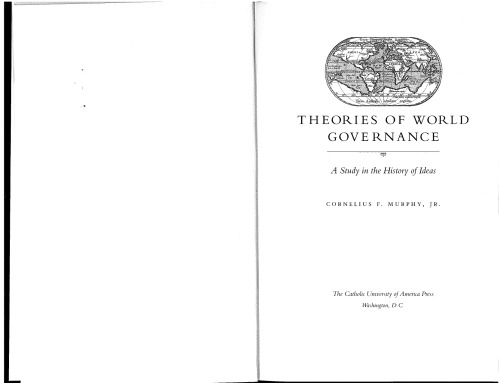 THEORIES OF WORLD
GOVERNANCE
A Study in the History of Ideas
CORNELIUS F. MURPHY, JR.
The Catholic University of America Press
Washington, D.C.